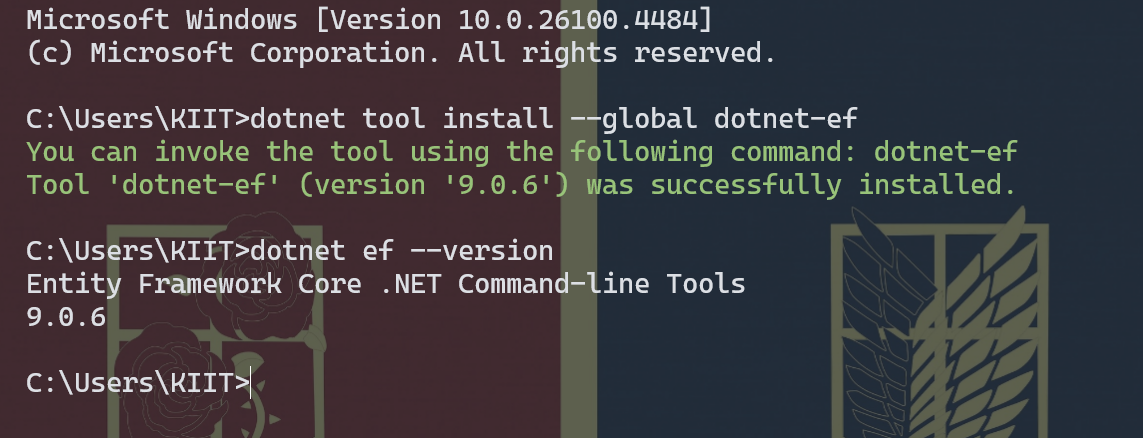 Microsoft Windows [Version 10.0.26100.4484]
(c) Microsoft Corporation. All rights reserved.
C:\Users\KIIT>dotnet tool install --global dotnet-ef
You can invoke the tool using the following command: dotnet-ef
Tool 'dotnet-ef' (version '9.0.6') was successfully installed.
C:\Users\KIIT>dotnet ef --version
Entity Framework Core .NET Command-line Tools
9.0.6
C:\Users\KIIT>